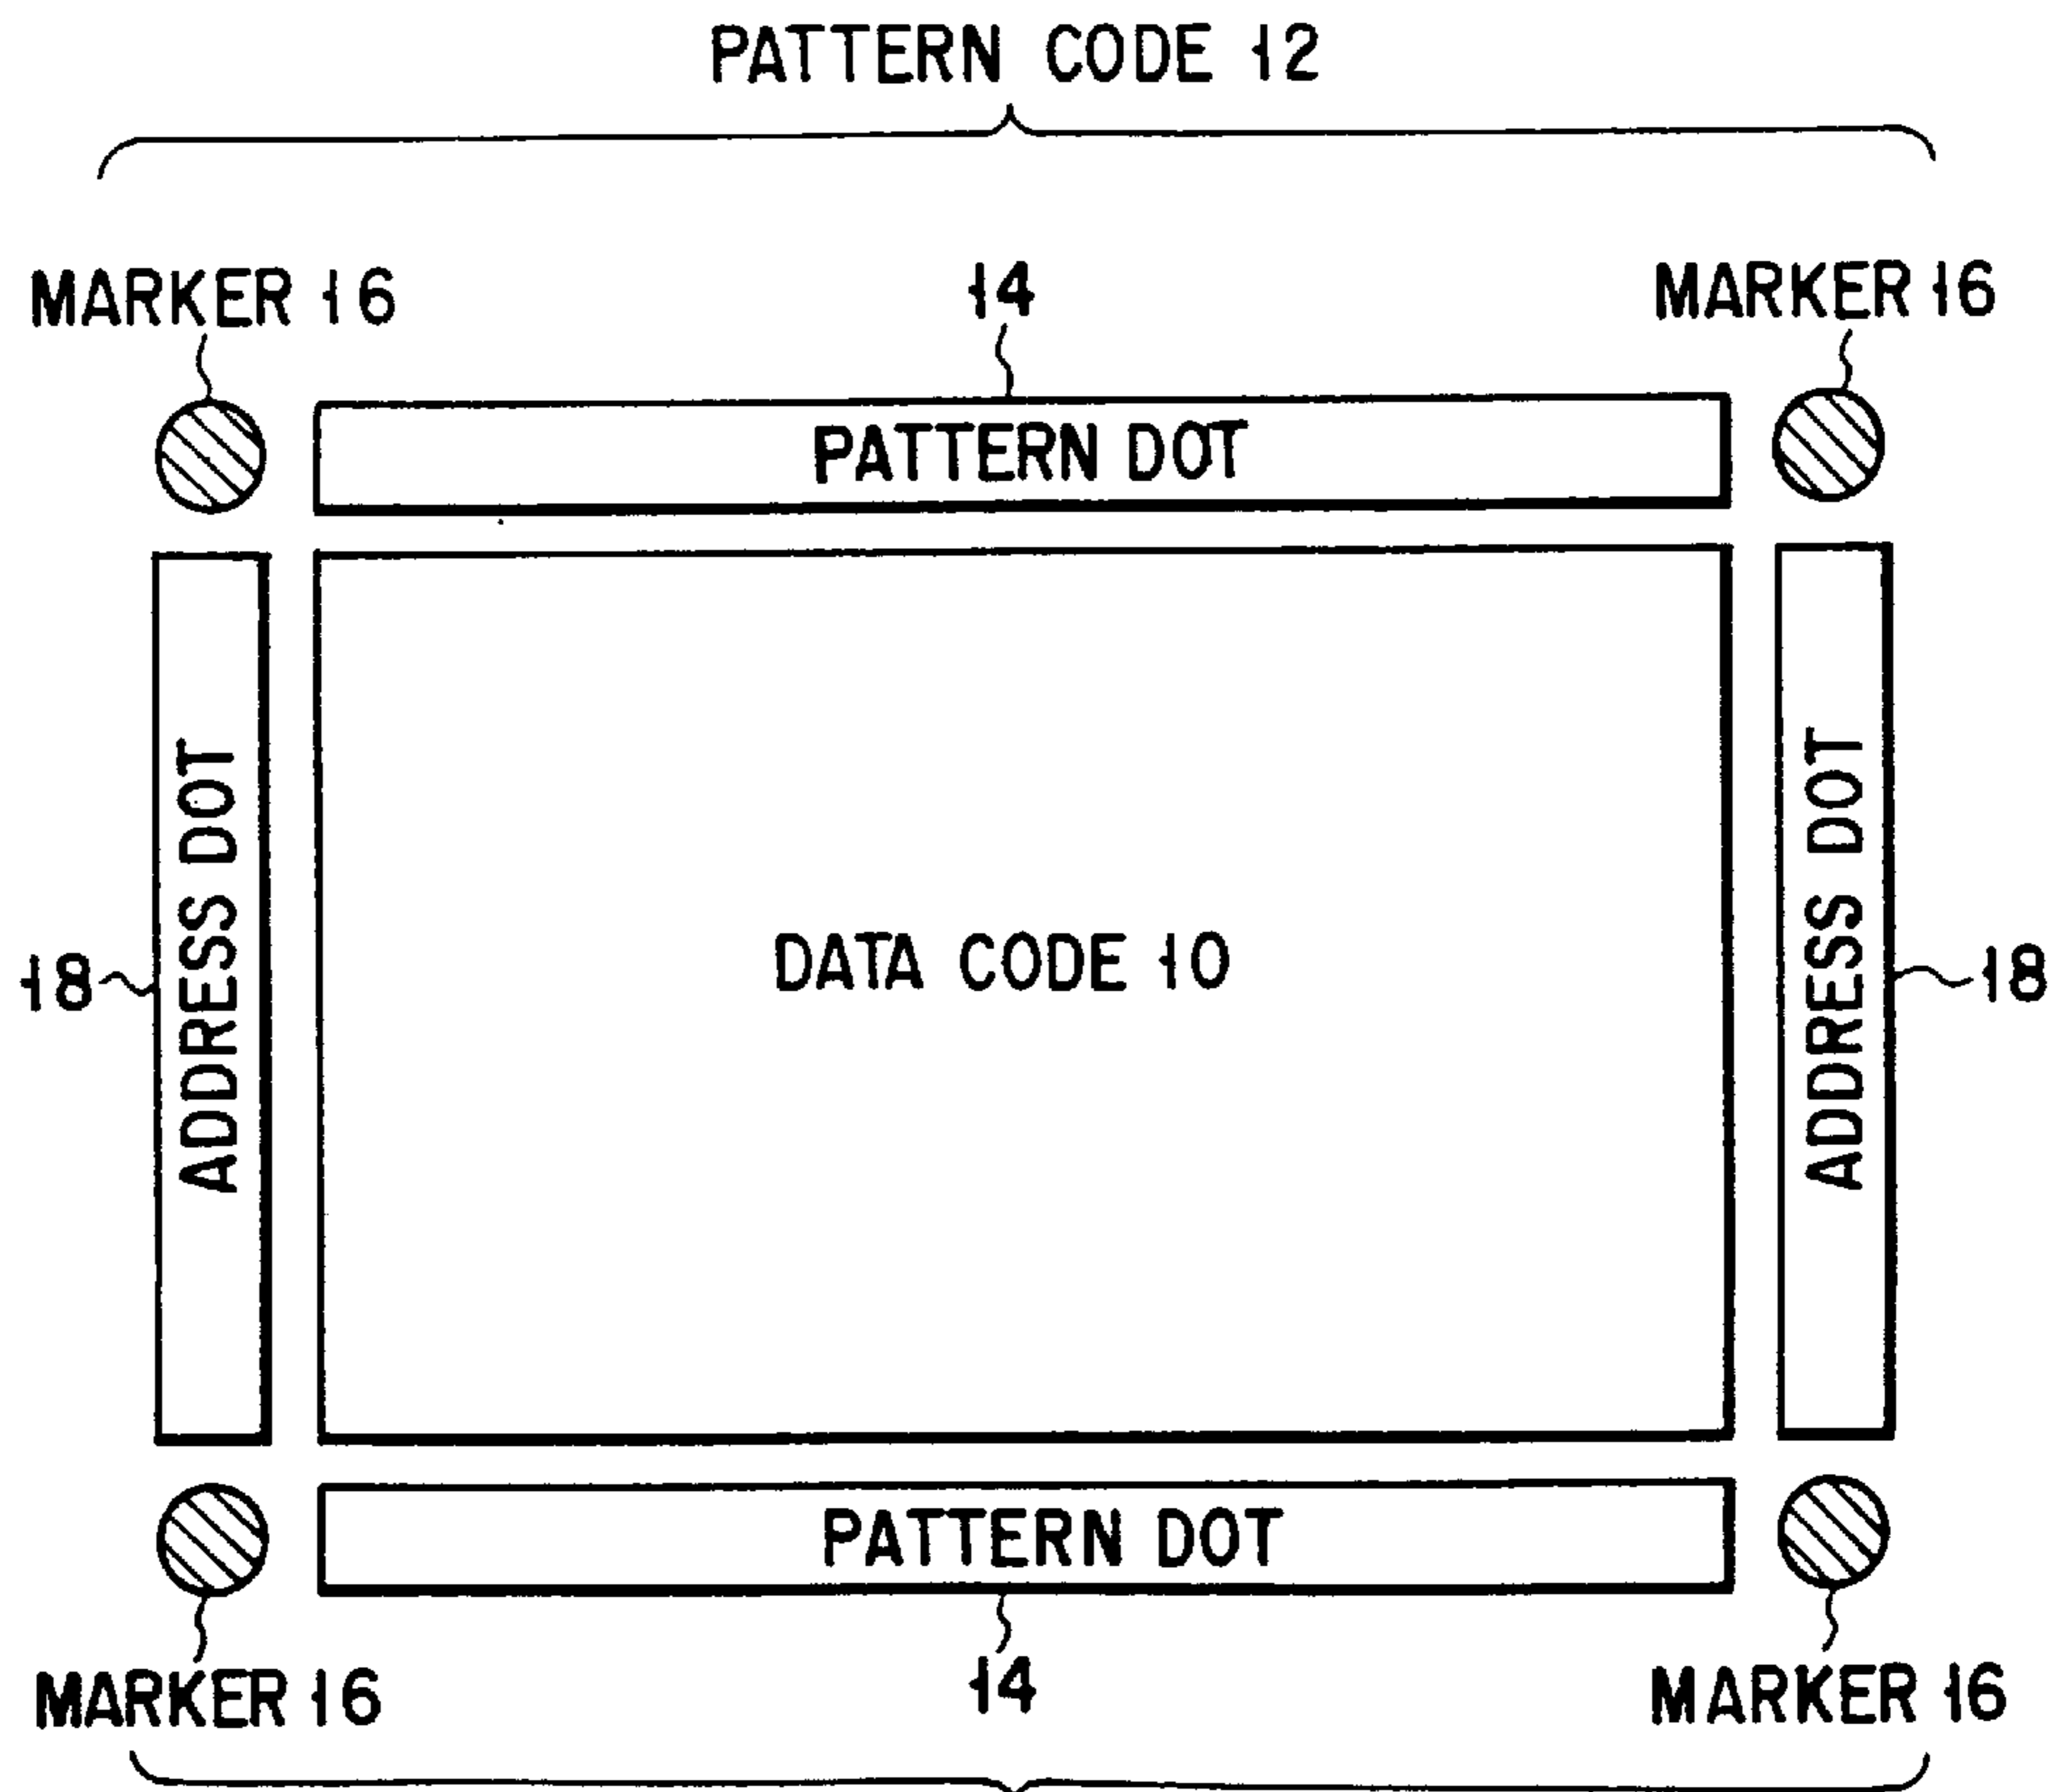 PATTERN CODE 12
MARKER 16
14
MARKER 16
PATTERN DOT
ADDRESS DOT
ADDRESS DOT
18
DATA CODE 10
18
PATTERN DOT
MARKER 16
14
MARKER 16